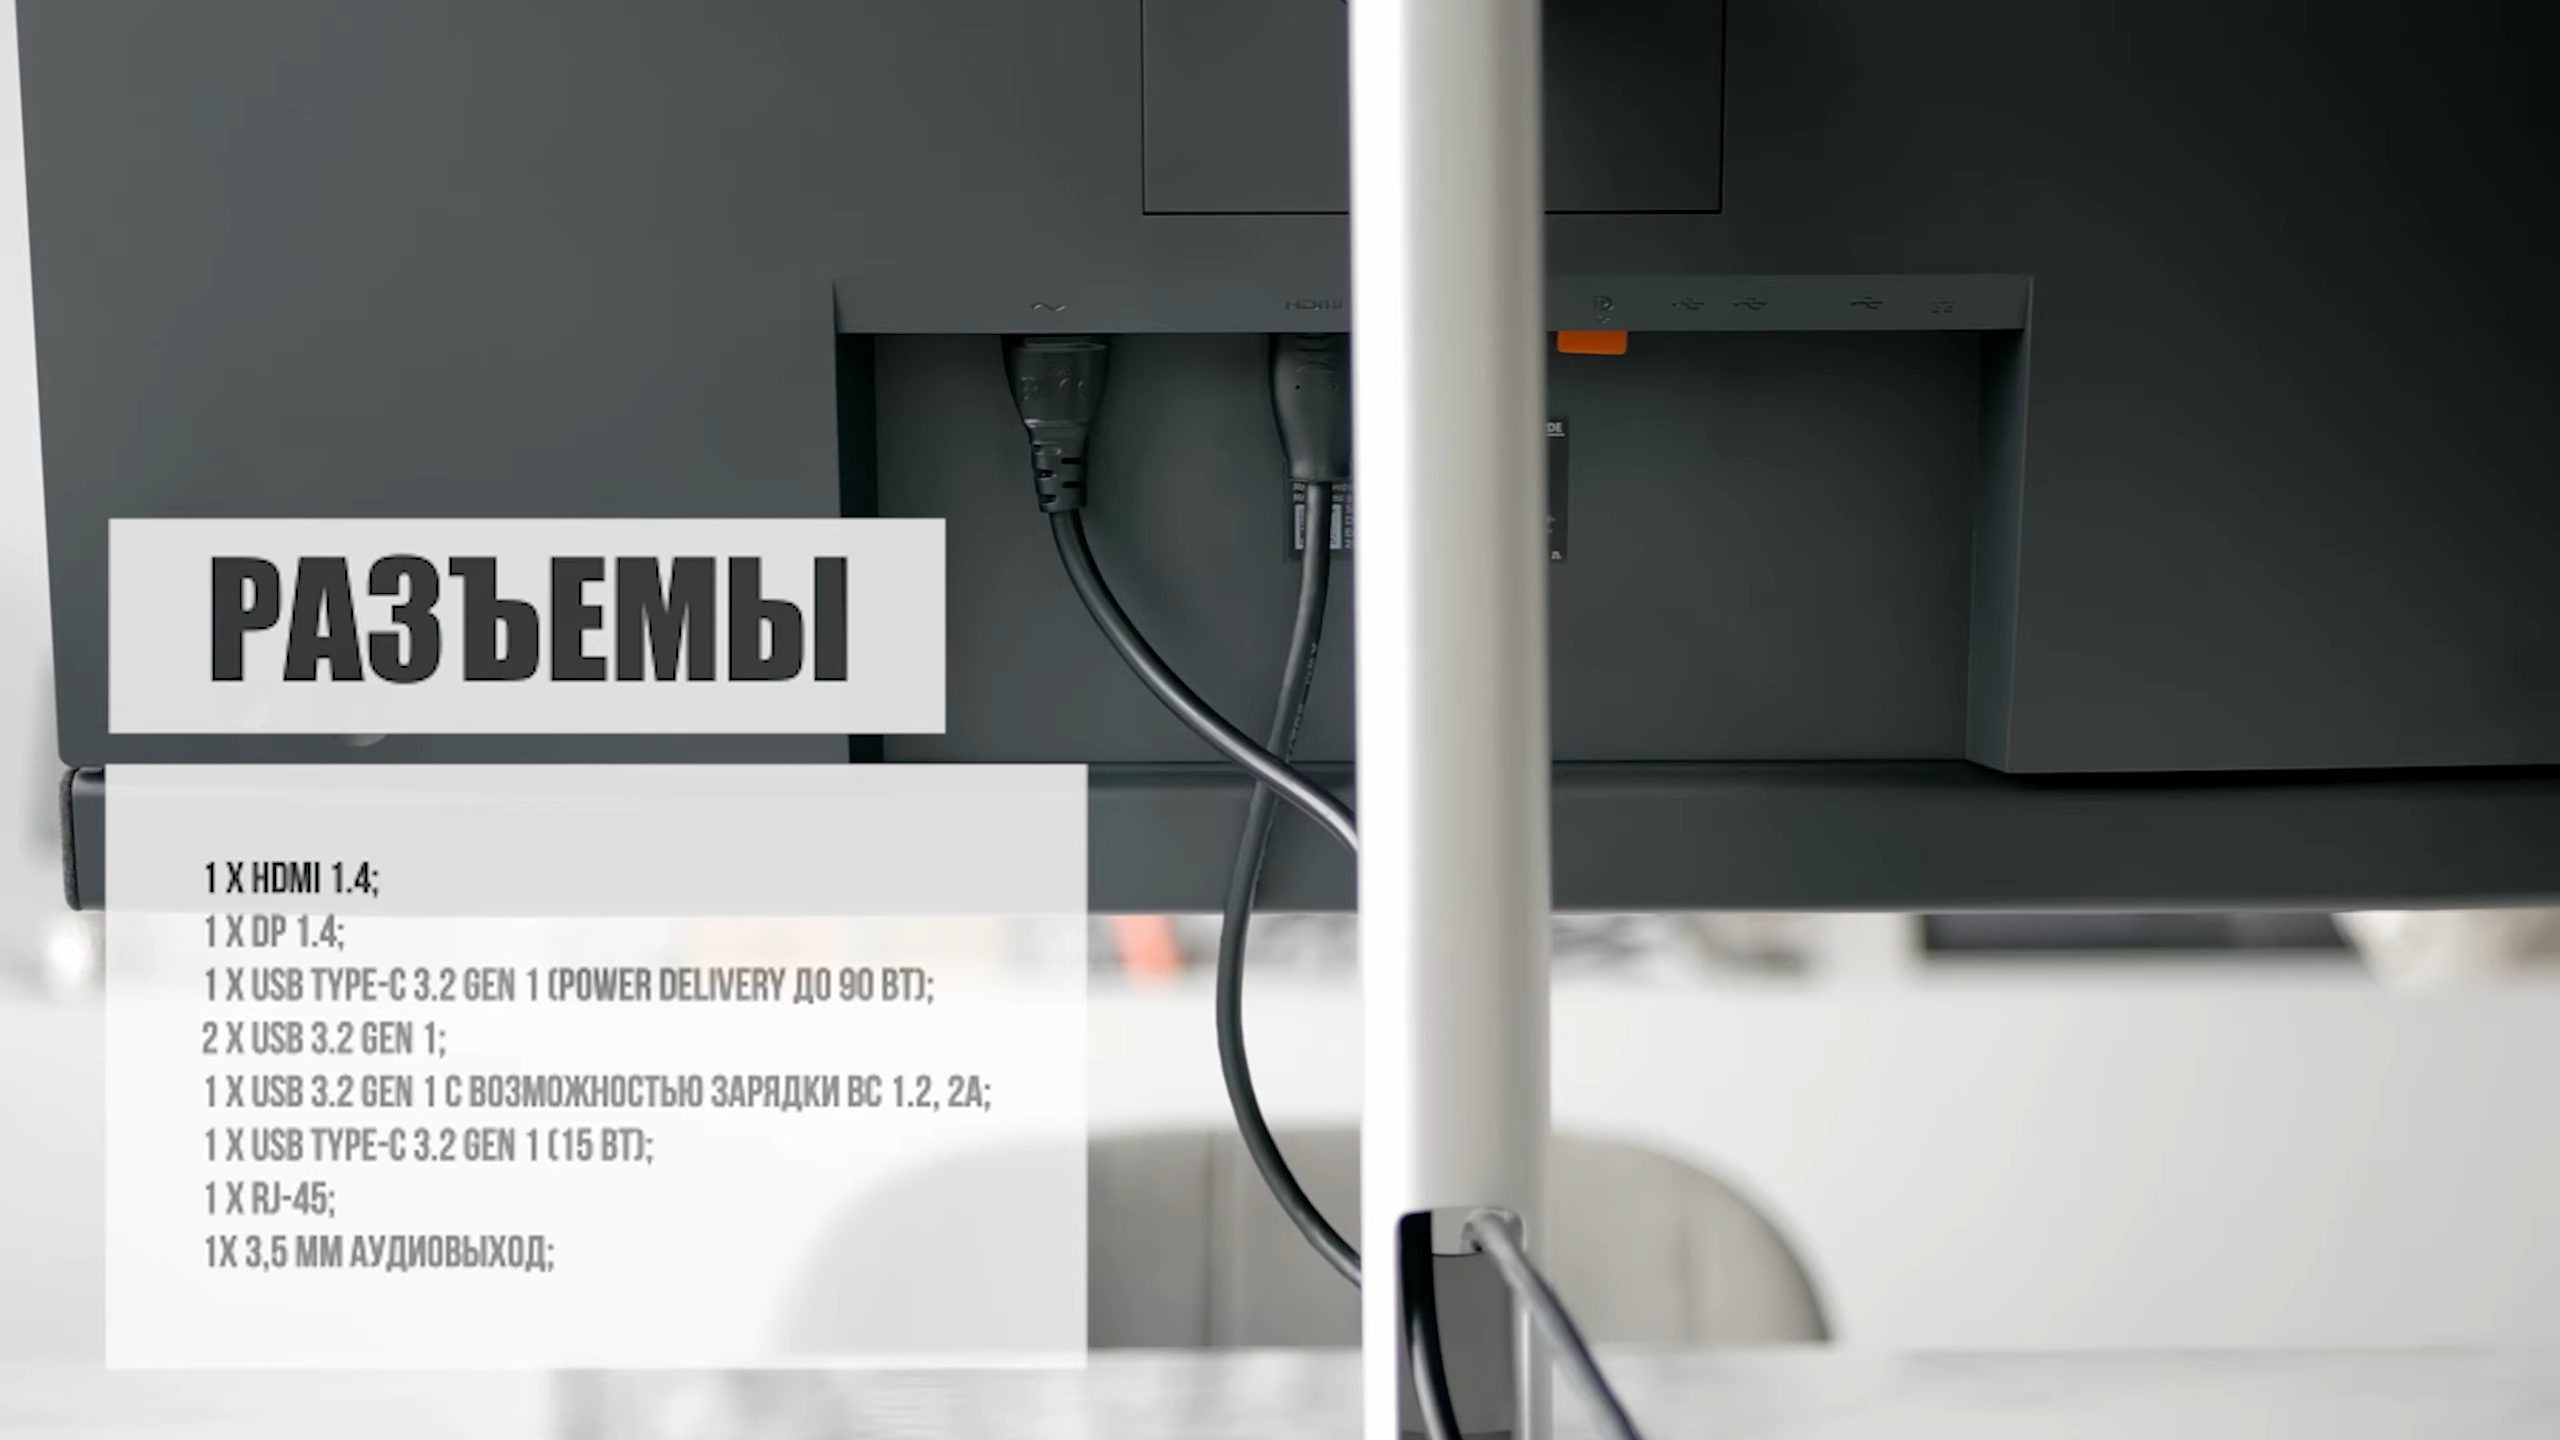 HDMI
DE
РАЗЪЕМЫ
1 X HDMI 1.4;
1 X DP 1.4;
1 X USB TYPE-C 3.2 GEN 1 (POWER DELIVERY ДО 90 ВТ);
2 X USB 3.2 GEN 1;
1 X USB 3.2 GEN 1 С ВОЗМОЖНОСТЬЮ ЗАРЯДКИ BC 1.2, 2A;
1 X USB TYPE-C 3.2 GEN 1 (15 ВТ);
1 X RJ-45;
1X 3,5 ММ АУДИОВЫХОД;